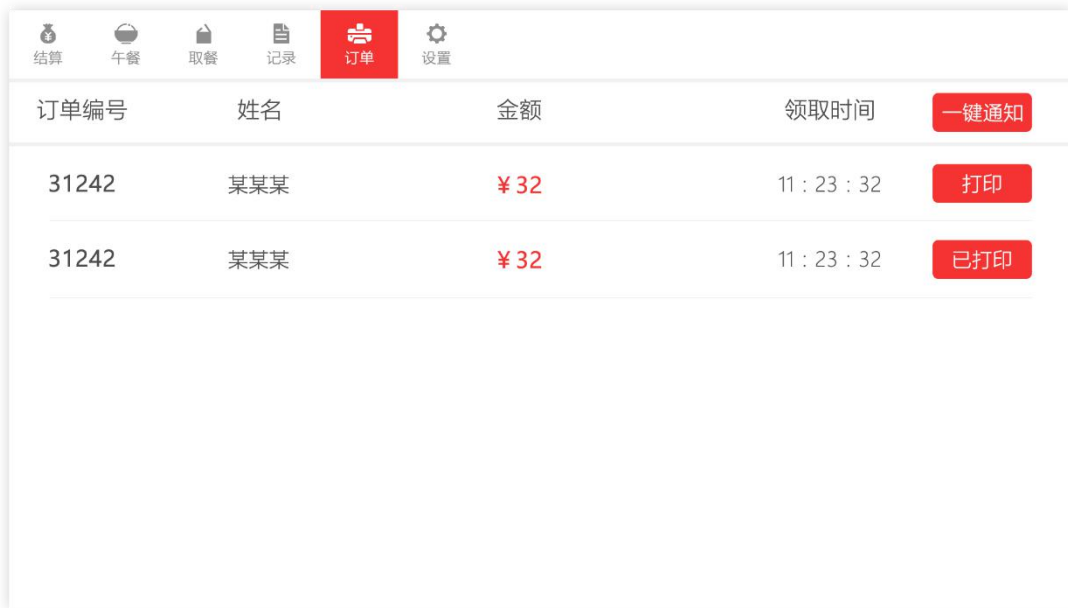 结算 午餐 取餐 记录 订单 设置
订单编号 姓名 金额 领取时间 一键通知
31242 某某某 ¥32 11 : 23 : 32 打印
31242 某某某 ¥32 11 : 23 : 32 已打印